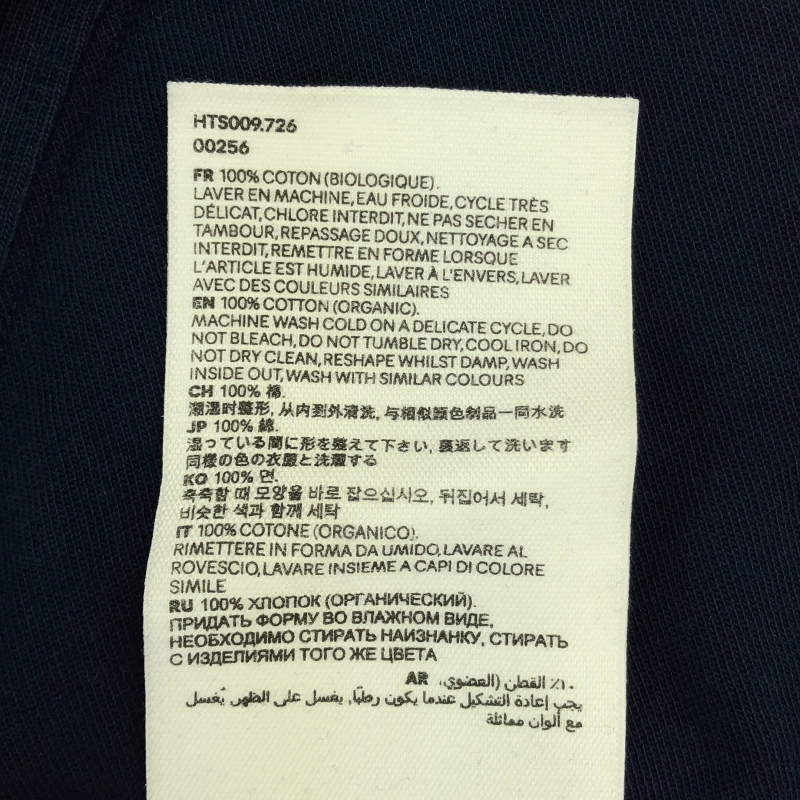 HTS009.726
00256
FR 100% COTON (BIOLOGIQUE).
LAVER EN MACHINE, EAU FROIDE, CYCLE TRÈS
DÉLICAT, CHLORE INTERDIT, NE PAS SECHER EN
TAMBOUR, REPASSAGE DOUX, NETTOYAGE A SEC
INTERDIT, REMETTRE EN FORME LORSQUE
L'ARTICLE EST HUMIDE, LAVER À L'ENVERS, LAVER
AVEC DES COULEURS SIMILAIRES
EN 100% COTTON (ORGANIC).
MACHINE WASH COLD ON A DELICATE CYCLE, DO
NOT BLEACH, DO NOT TUMBLE DRY, COOL IRON, DO
NOT DRY CLEAN, RESHAPE WHILST DAMP, WASH
INSIDE OUT, WASH WITH SIMILAR COLOURS
CH 100% 棉.
潮湿时整形, 从内到外清洗, 与相似颜色制品一同水洗
JP 100% 綿.
湿っている間に形を整えて下さい, 裏返して洗います
同様の色の衣服と洗濯する
KO 100% 면.
축축할 때 모양을 바로 잡으십시오, 뒤집어서 세탁,
비슷한 색과 함께 세탁
IT 100% COTONE (ORGANICO).
RIMETTERE IN FORMA DA UMIDO, LAVARE AL
ROVESCIO, LAVARE INSIEME A CAPI DI COLORE
SIMILE
RU 100% ХЛОПОК (ОРГАНИЧЕСКИЙ).
ПРИДАТЬ ФОРМУ ВО ВЛАЖНОМ ВИДЕ,
НЕОБХОДИМО СТИРАТЬ НАИЗНАНКУ, СТИРАТЬ
С ИЗДЕЛИЯМИ ТОГО ЖЕ ЦВЕТА
القطن (العضوي). AR
يجب إعادة التشكيل عندما يكون رطبًا, يغسل على الظهر, يُغسل
مع ألوان مماثلة